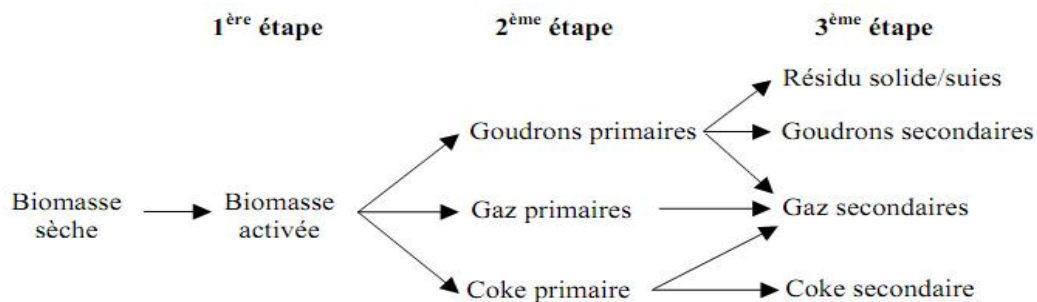 1ère étape 2ème étape 3ème étape
Résidu solide/suies
Goudrons primaires Goudrons secondaires
Biomasse sèche Biomasse activée Gaz primaires Gaz secondaires
Coke primaire Coke secondaire